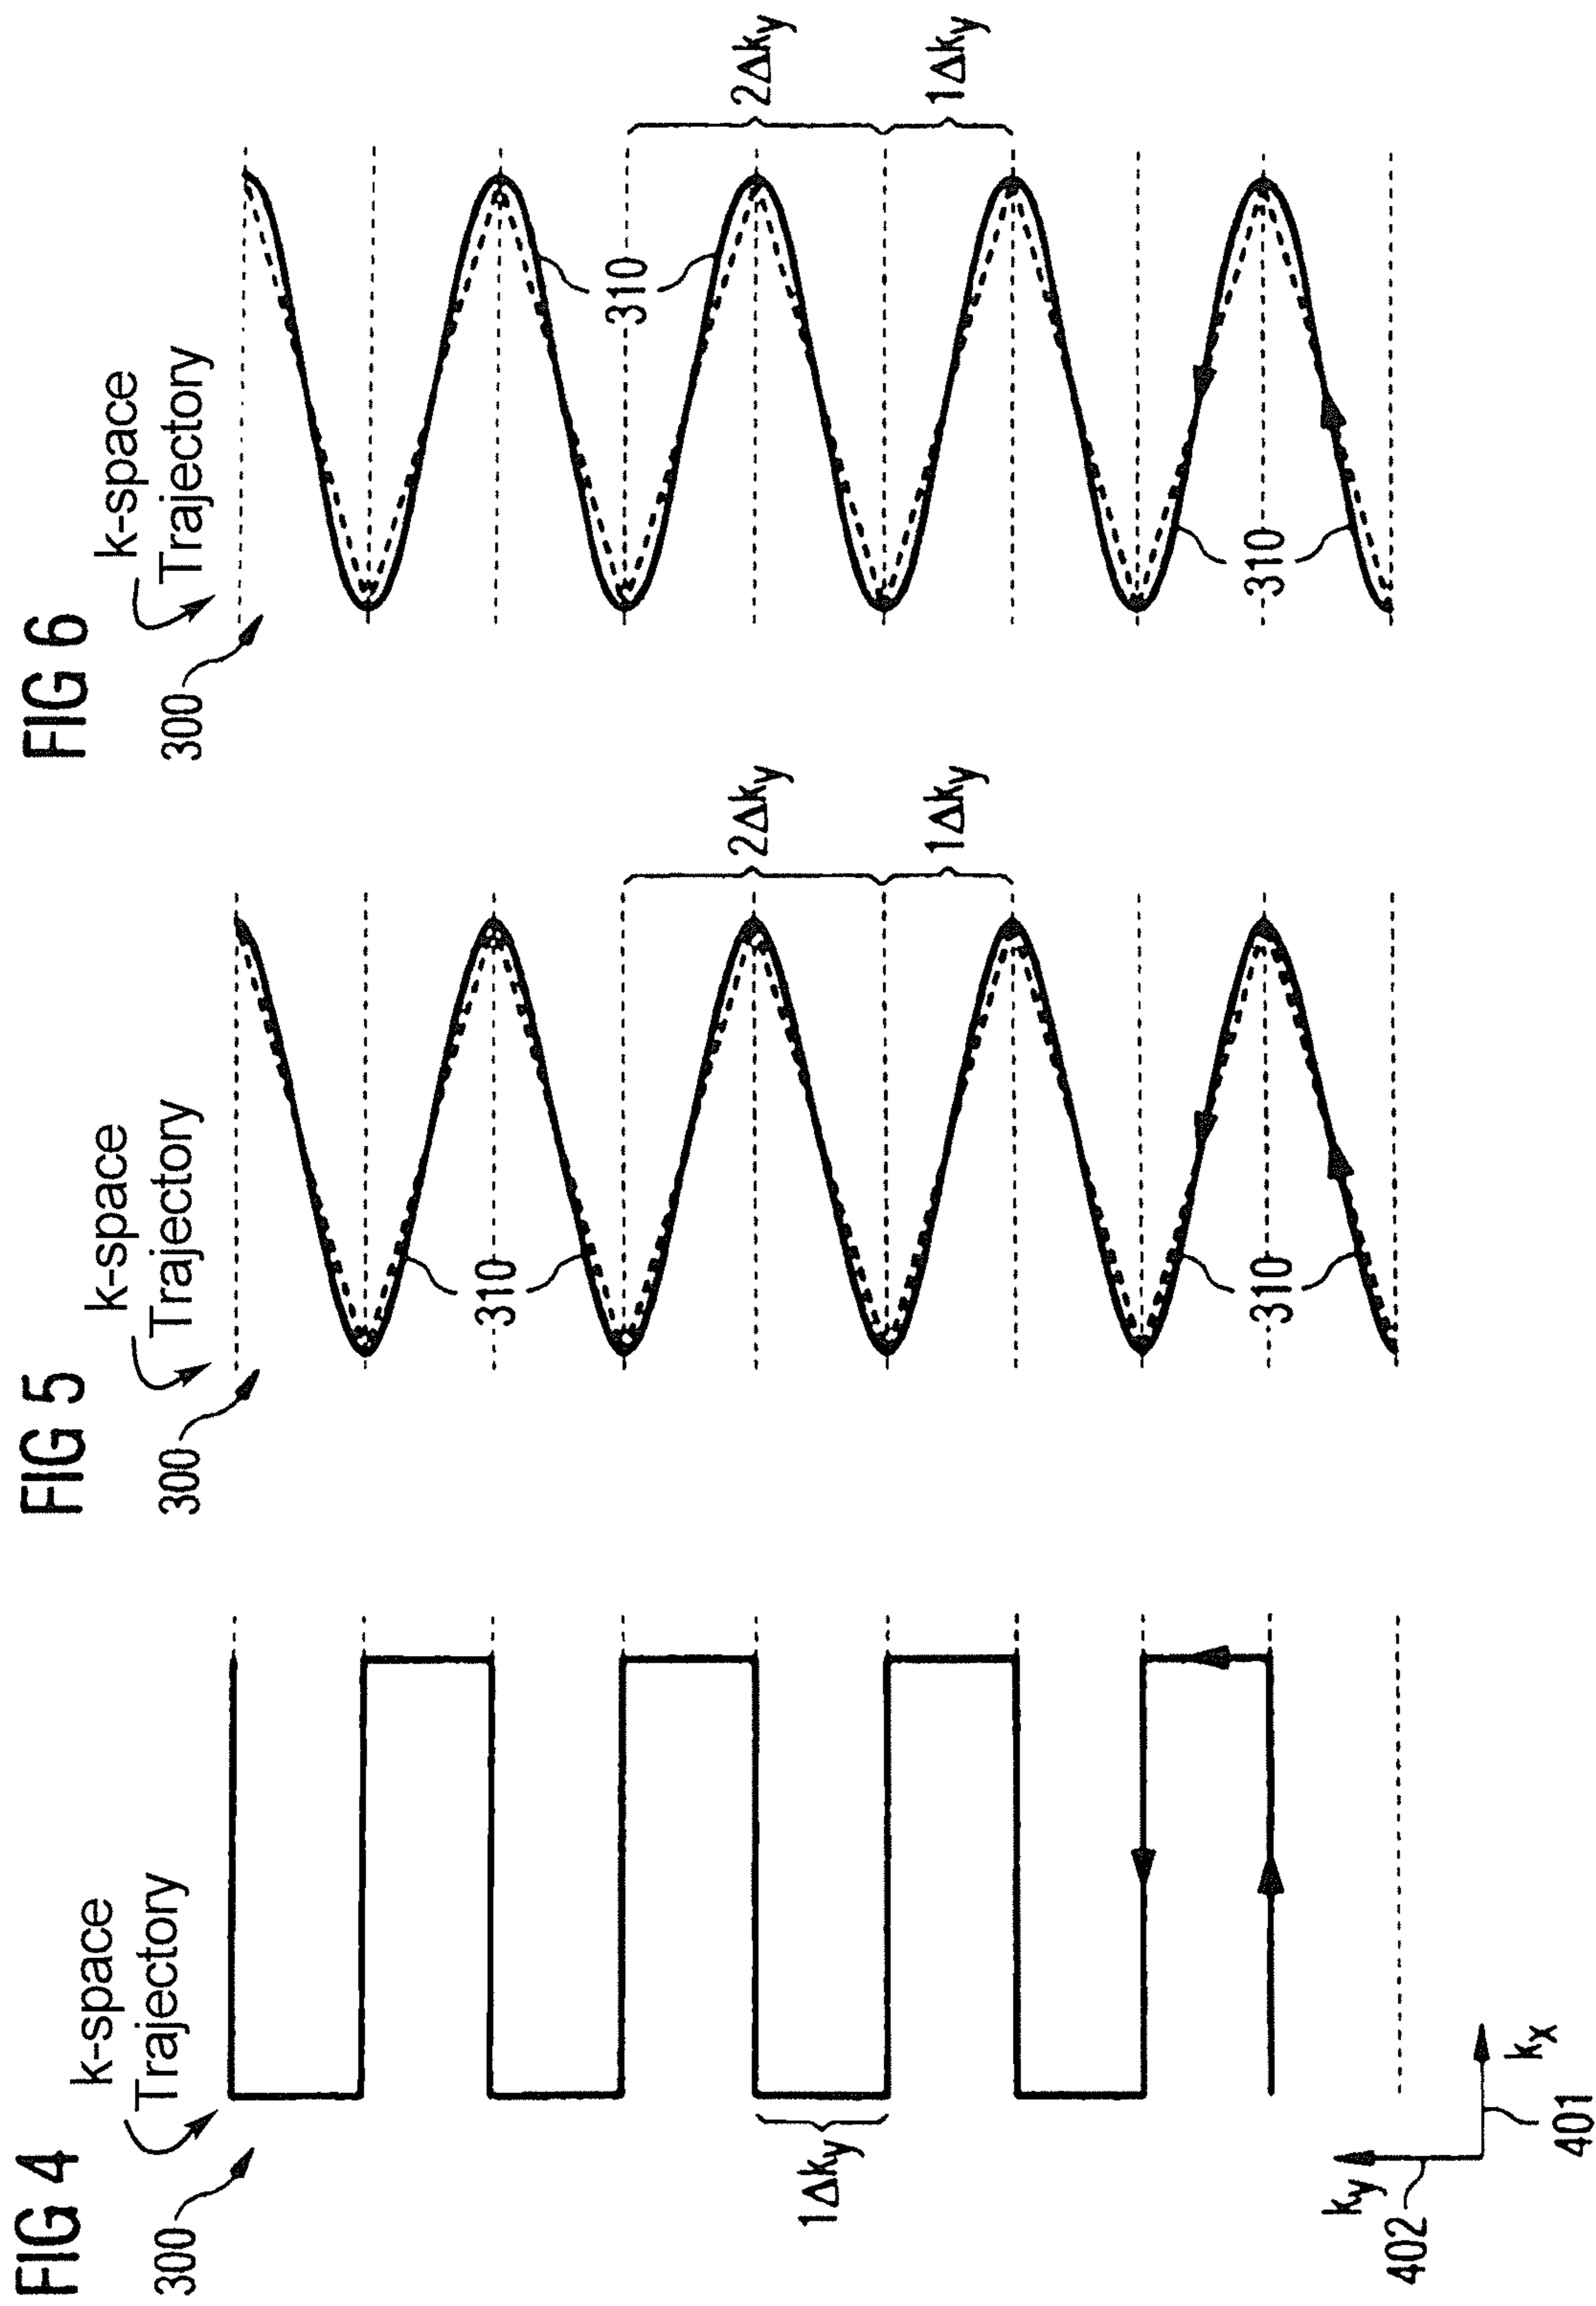 FIG 4
k-space
Trajectory
300
1Δky
ky
402
401
kx
FIG 5
k-space
Trajectory
300
310
310
2Δky
1Δky
FIG 6
k-space
Trajectory
300
310
310
2Δky
1Δky